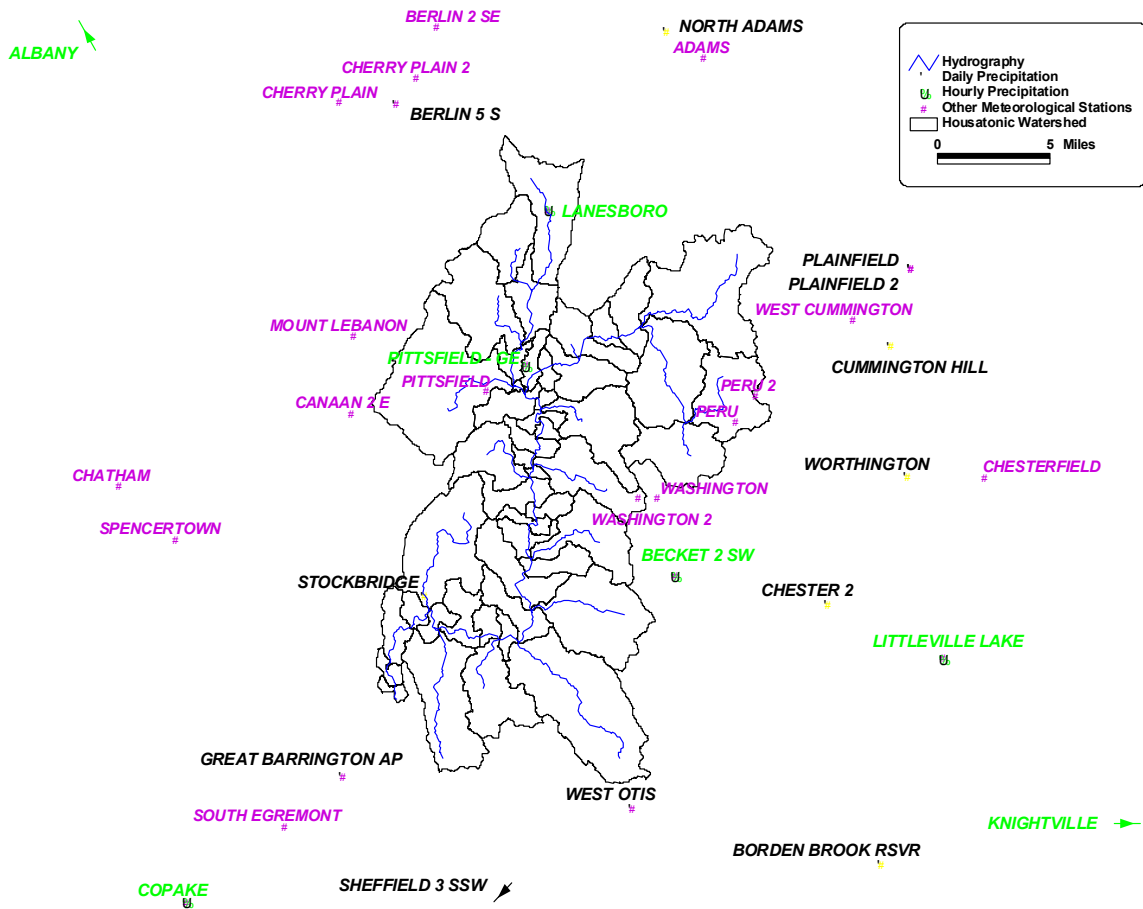 BERLIN 2 SE
NORTH ADAMS
ALBANY
ADAMS
CHERRY PLAIN 2
CHERRY PLAIN
BERLIN 5 S
Hydrography
Daily Precipitation
Hourly Precipitation
Other Meteorological Stations
Housatonic Watershed
0 5 Miles
LANESBORO
PLAINFIELD
PLAINFIELD 2
WEST CUMMINGTON
MOUNT LEBANON
PITTSFIELD - GE
CUMMINGTON HILL
PITTSFIELD
PERU 2
CANAAN 2 E
PERU
WORTHINGTON
CHESTERFIELD
CHATHAM
WASHINGTON
SPENCERTOWN
WASHINGTON 2
BECKET 2 SW
STOCKBRIDGE
CHESTER 2
LITTLEVILLE LAKE
GREAT BARRINGTON AP
WEST OTIS
SOUTH EGREMONT
KNIGHTVILLE
BORDEN BROOK RSVR
COPAKE
SHEFFIELD 3 SSW